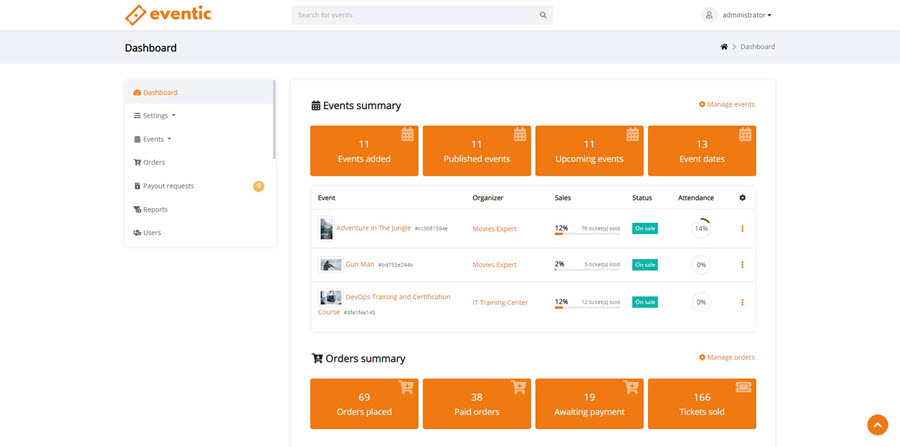 eventic
Search for events
administrator
Dashboard
Dashboard
Dashboard
Settings
Events
Orders
Payout requests 0
Reports
Users
Events summary
Manage events
11
Events added
11
Published events
11
Upcoming events
13
Event dates
Event Organizer Sales Status Attendance
Adventure In The Jungle #cc3081594e Movies Expert 12% 76 ticket(s) sold On sale 14%
Gun Man #bd755e244b Movies Expert 2% 5 ticket(s) sold On sale 0%
DevOps Training and Certification
Course #8fa1f4e145 IT Training Center 12% 12 ticket(s) sold On sale 0%
Orders summary
Manage orders
69
Orders placed
38
Paid orders
19
Awaiting payment
166
Tickets sold